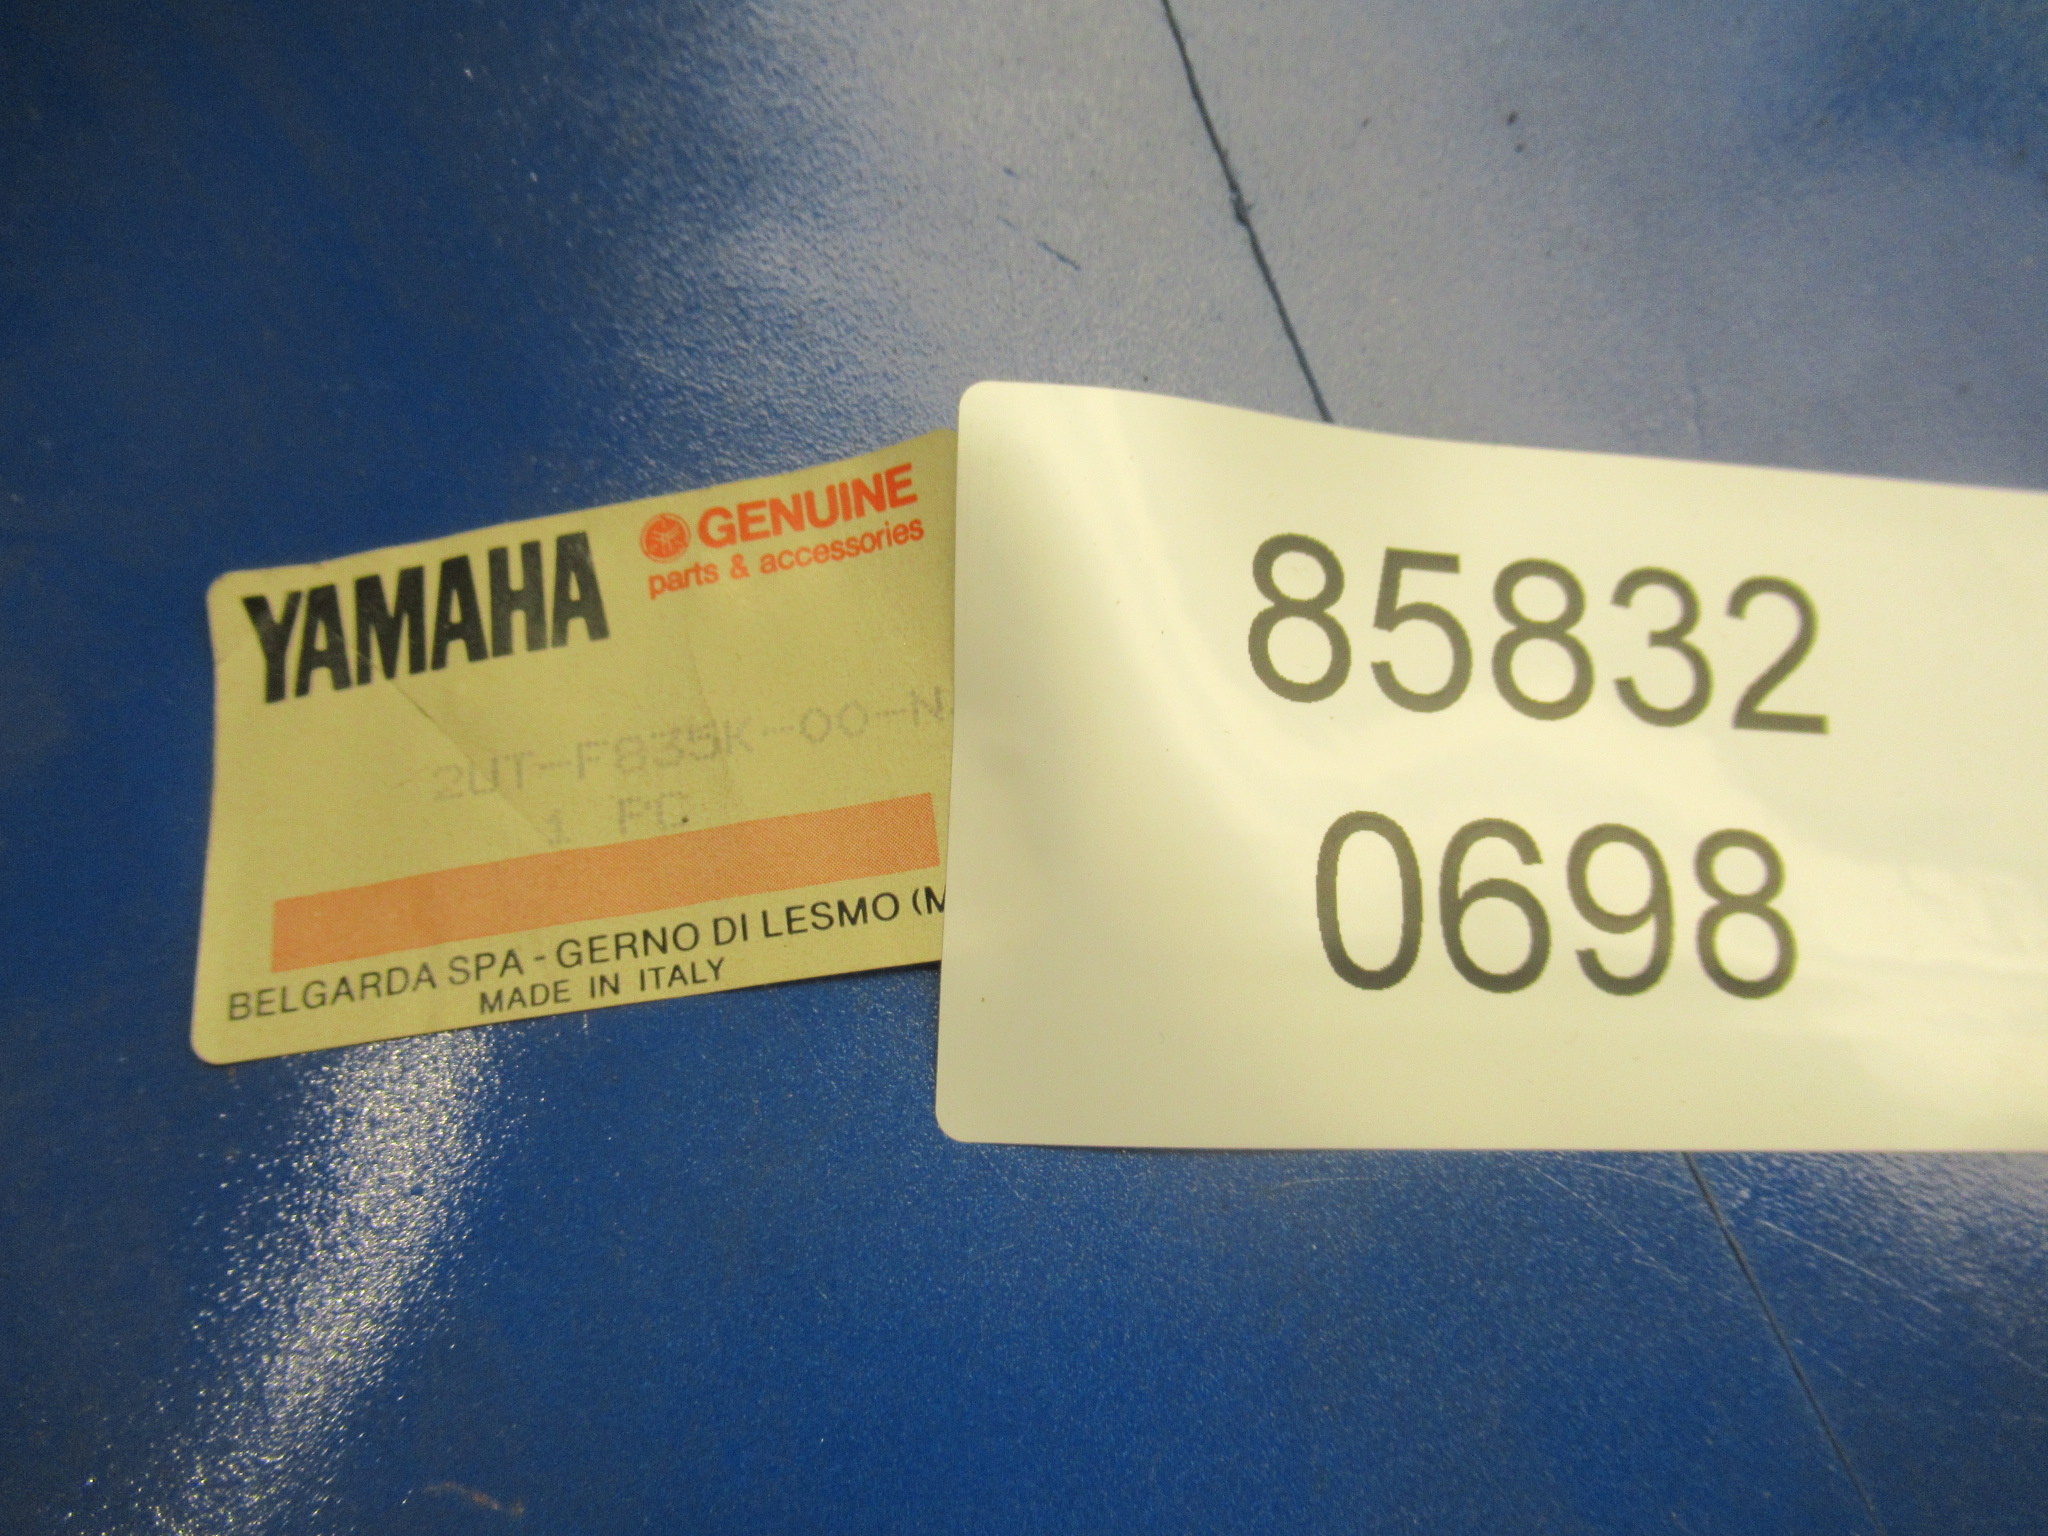 YAMAHA
GENUINE
parts & accessories
2UT-F835K-00-N
1 PC
BELGARDA SPA - GERNO DI LESMO (M
MADE IN ITALY
85832
0698